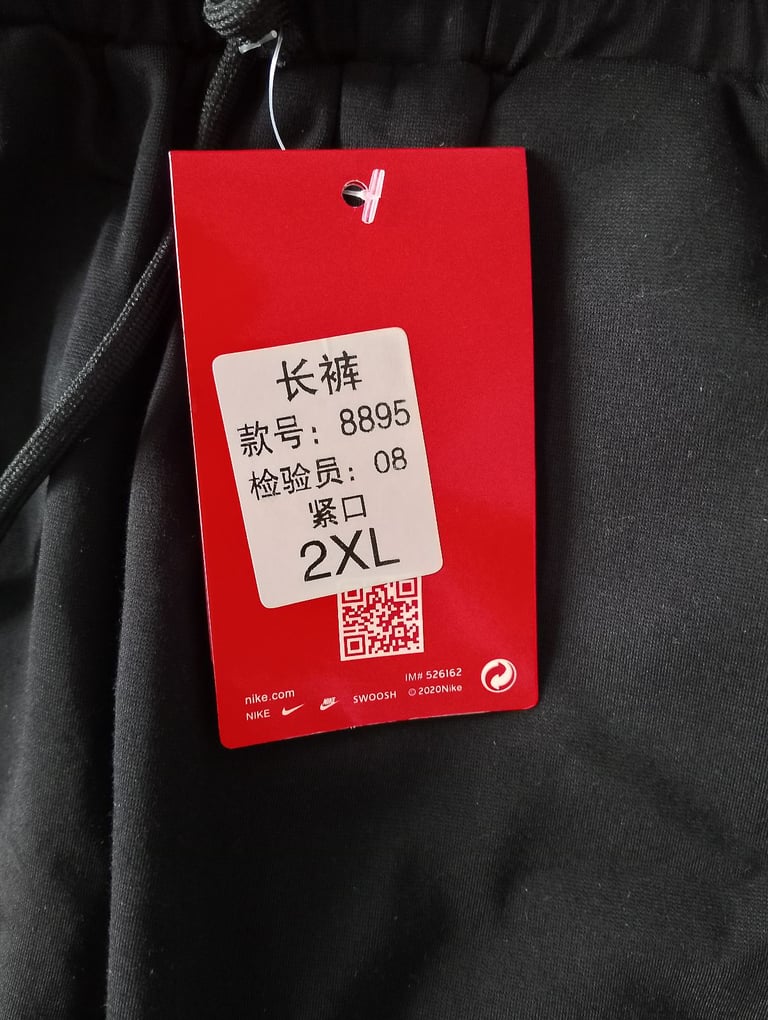 长裤
款号：8895
检验员：08
紧口
2XL
IM# 526162
nike.com
NIKE SWOOSH ©2020Nike